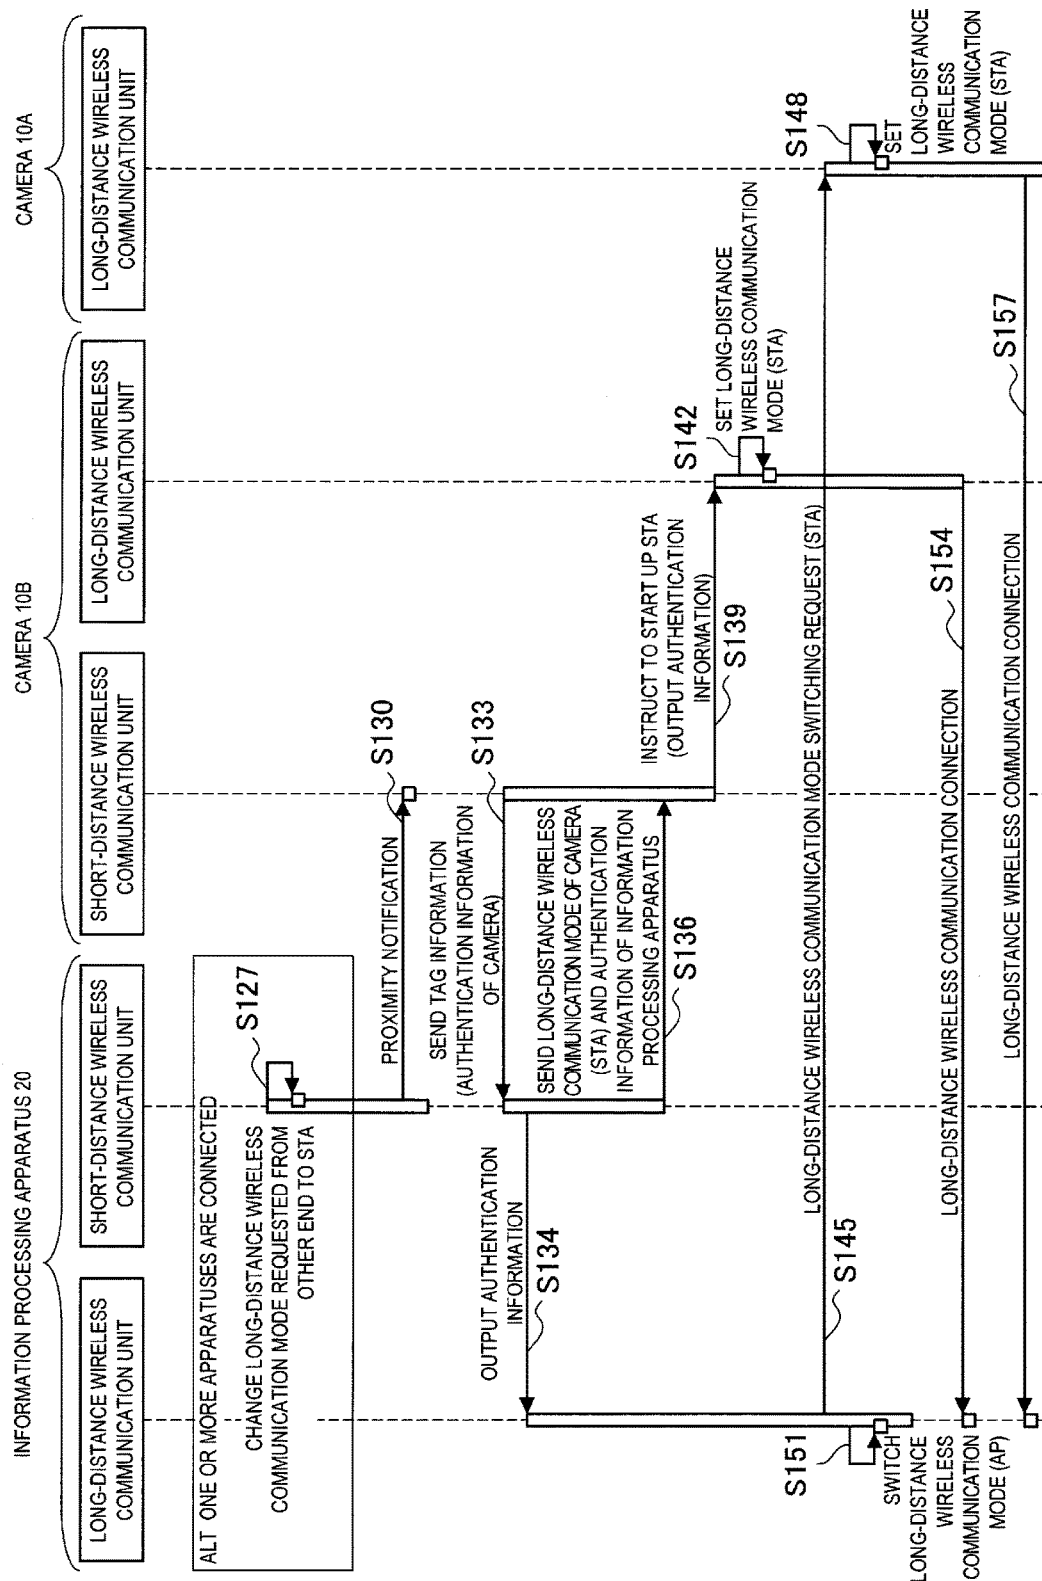 INFORMATION PROCESSING APPARATUS 20
CAMERA 10B
CAMERA 10A
LONG-DISTANCE WIRELESS
COMMUNICATION UNIT
SHORT-DISTANCE WIRELESS
COMMUNICATION UNIT
SHORT-DISTANCE WIRELESS
COMMUNICATION UNIT
LONG-DISTANCE WIRELESS
COMMUNICATION UNIT
LONG-DISTANCE WIRELESS
COMMUNICATION UNIT
ALT ONE OR MORE APPARATUSES ARE CONNECTED
CHANGE LONG-DISTANCE WIRELESS
COMMUNICATION MODE REQUESTED FROM
OTHER END TO STA
S127
PROXIMITY NOTIFICATION
S130
SEND TAG INFORMATION
(AUTHENTICATION INFORMATION
OF CAMERA)
S133
OUTPUT AUTHENTICATION
INFORMATION
S134
SEND LONG-DISTANCE WIRELESS
COMMUNICATION MODE OF CAMERA
(STA) AND AUTHENTICATION
INFORMATION OF INFORMATION
PROCESSING APPARATUS
S136
INSTRUCT TO START UP STA
(OUTPUT AUTHENTICATION
INFORMATION)
S139
S142
SET LONG-DISTANCE
WIRELESS COMMUNICATION
MODE (STA)
LONG-DISTANCE WIRELESS COMMUNICATION MODE SWITCHING REQUEST (STA)
S145
S148
SET
LONG-DISTANCE
WIRELESS
COMMUNICATION
MODE (STA)
S151
SWITCH
LONG-DISTANCE
WIRELESS
COMMUNICATION
MODE (AP)
LONG-DISTANCE WIRELESS COMMUNICATION CONNECTION
S154
LONG-DISTANCE WIRELESS COMMUNICATION CONNECTION
S157